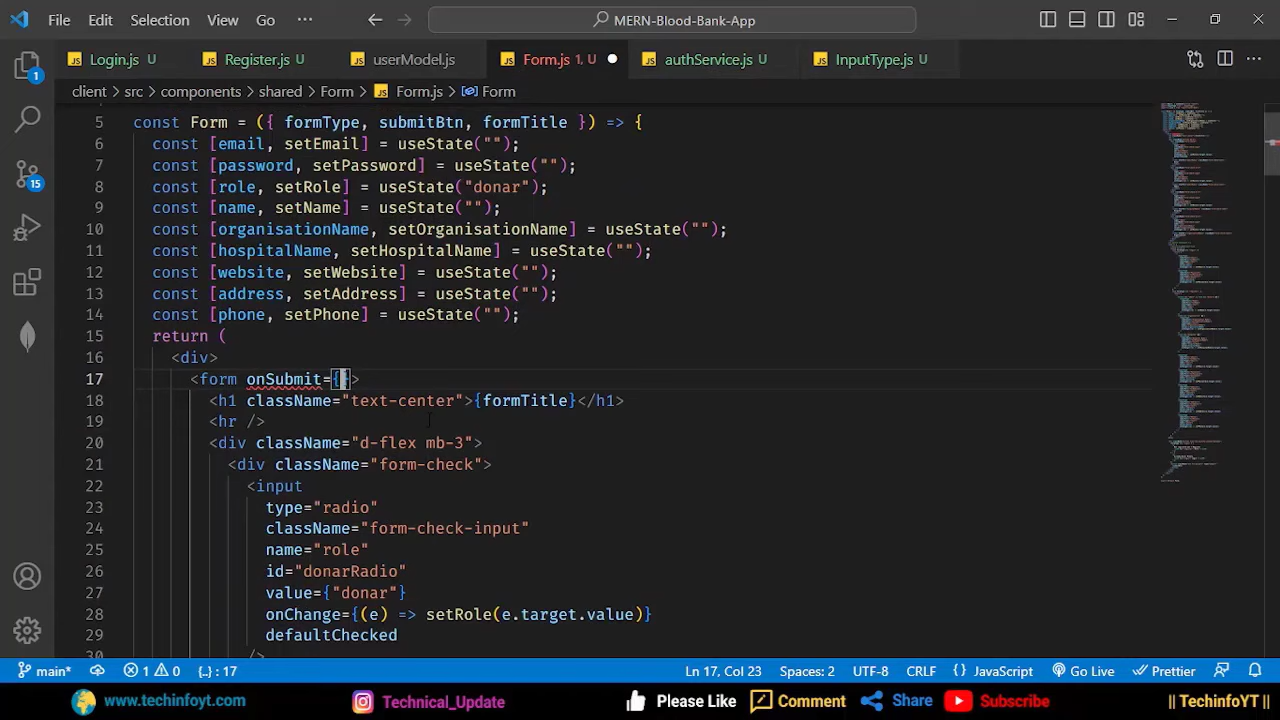 File Edit Selection View Go ··· MERN-Blood-Bank-App
Login.js U Register.js U userModel.js Form.js 1, U authService.js U InputType.js U
client > src > components > shared > Form > Form.js > Form
5 const Form = ({ formType, submitBtn, formTitle }) => {
6 const [email, setEmail] = useState("");
7 const [password, setPassword] = useState("");
8 const [role, setRole] = useState("donar");
9 const [name, setName] = useState("");
10 const [organisationName, setOrganisationName] = useState("");
11 const [hospitalName, setHospitalName] = useState("");
12 const [website, setWebsite] = useState("");
13 const [address, setAddress] = useState("");
14 const [phone, setPhone] = useState("");
15 return (
16 <div>
17 <form onSubmit={}>
18 <h1 className="text-center">{formTitle}</h1>
19 <hr />
20 <div className="d-flex mb-3">
21 <div className="form-check">
22 <input
23 type="radio"
24 className="form-check-input"
25 name="role"
26 id="donarRadio"
27 value={"donar"}
28 onChange={(e) => setRole(e.target.value)}
29 defaultChecked
30 />
1
15
main* 1 0 {..} : 17 Ln 17, Col 23 Spaces: 2 UTF-8 CRLF {} JavaScript Go Live Prettier
www.techinfoyt.com Technical_Update Please Like Comment Share Subscribe || TechinfoYT ||